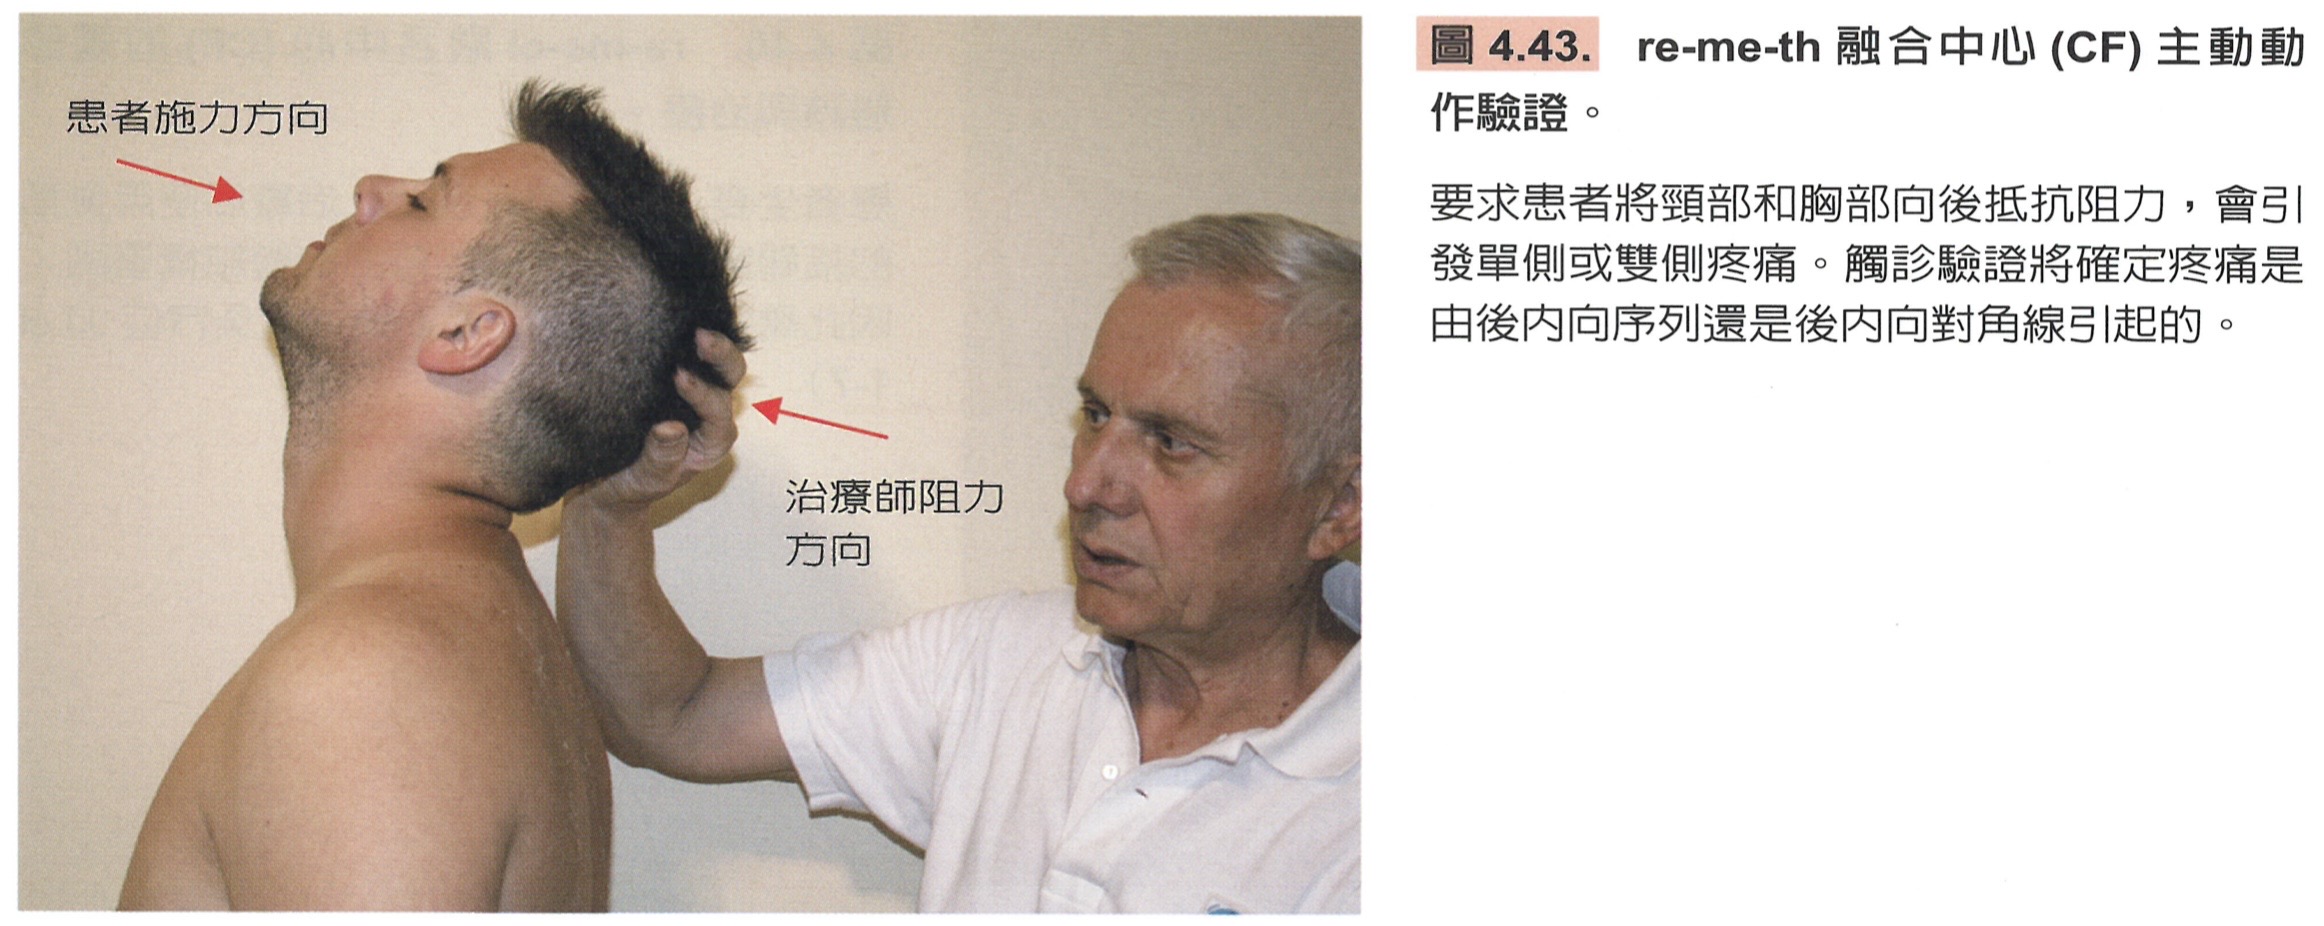 患者施力方向
治療師阻力
方向
圖 4.43. re-me-th 融合中心 (CF) 主動動
作驗證。
要求患者將頸部和胸部向後抵抗阻力，會引
發單側或雙側疼痛。觸診驗證將確定疼痛是
由後內向序列還是後內向對角線引起的。